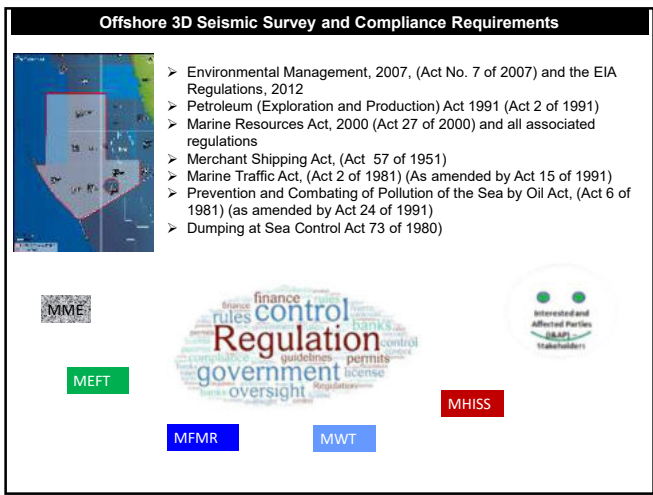 Offshore 3D Seismic Survey and Compliance Requirements
➢ Environmental Management, 2007, (Act No. 7 of 2007) and the EIA
Regulations, 2012
➢ Petroleum (Exploration and Production) Act 1991 (Act 2 of 1991)
➢ Marine Resources Act, 2000 (Act 27 of 2000) and all associated
regulations
➢ Merchant Shipping Act, (Act 57 of 1951)
➢ Marine Traffic Act, (Act 2 of 1981) (As amended by Act 15 of 1991)
➢ Prevention and Combating of Pollution of the Sea by Oil Act, (Act 6 of
1981) (as amended by Act 24 of 1991)
➢ Dumping at Sea Control Act 73 of 1980)
finance rules
rules control banks
Regulation control
compliance guidelines permits
government license
banks oversight Regulation
Interested and
Affected Parties
(I&AP) –
Stakeholders
MME
MEFT
MHISS
MFMR
MWT